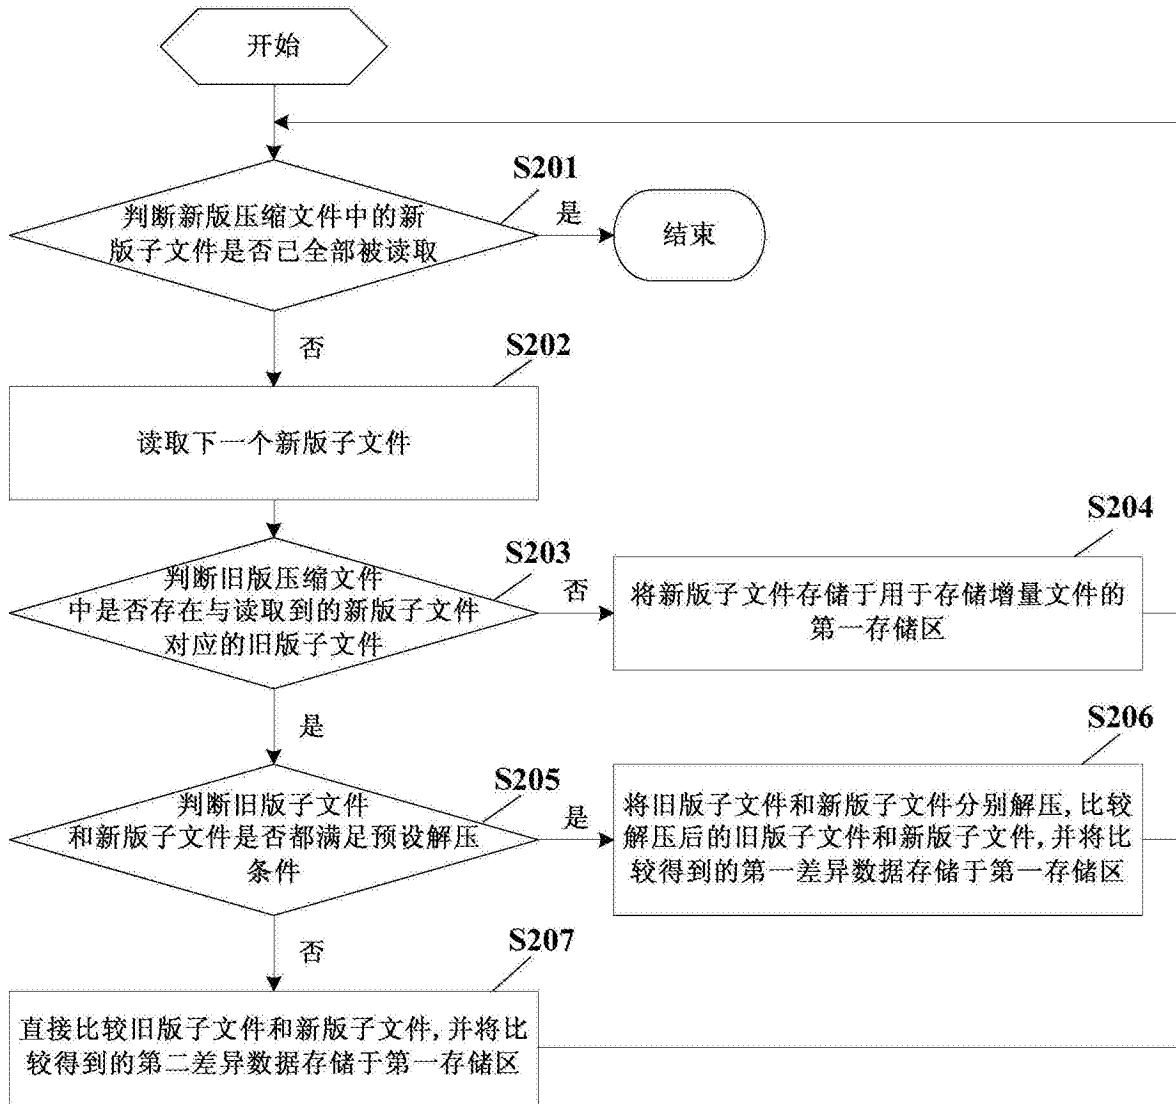 开始
S201
判断新版压缩文件中的新
版子文件是否已全部被读取
是
结束
否
S202
读取下一个新版子文件
S203
判断旧版压缩文件
中是否存在与读取到的新版子文件
对应的旧版子文件
否
S204
将新版子文件存储于用于存储增量文件的
第一存储区
是
S205
判断旧版子文件
和新版子文件是否都满足预设解压
条件
是
S206
将旧版子文件和新版子文件分别解压,比较
解压后的旧版子文件和新版子文件,并将比
较得到的第一差异数据存储于第一存储区
否
S207
直接比较旧版子文件和新版子文件,并将比
较得到的第二差异数据存储于第一存储区